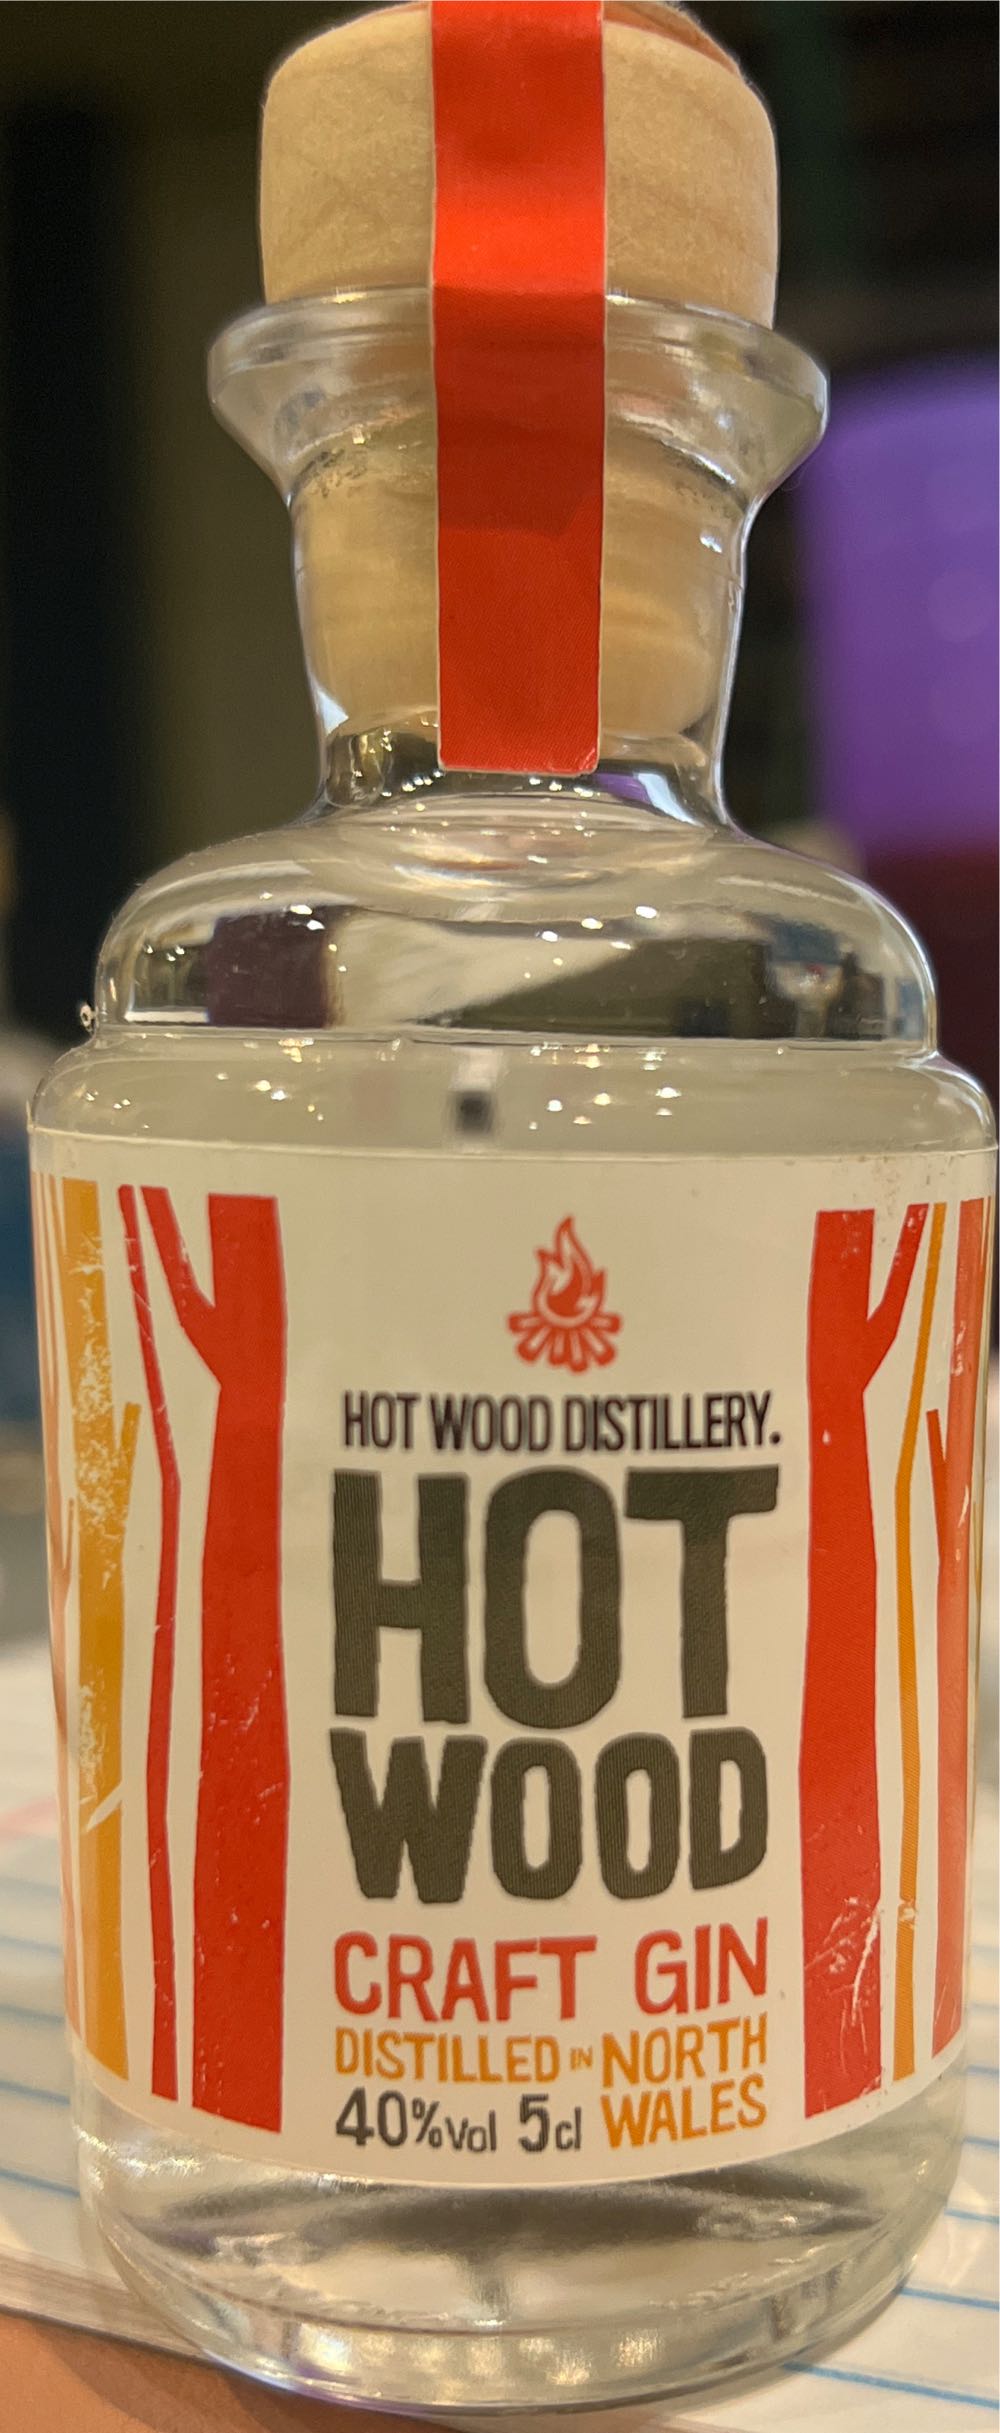 HOT WOOD DISTILLERY.
HOT
WOOD
CRAFT GIN
DISTILLED IN NORTH
40%Vol 5cl WALES